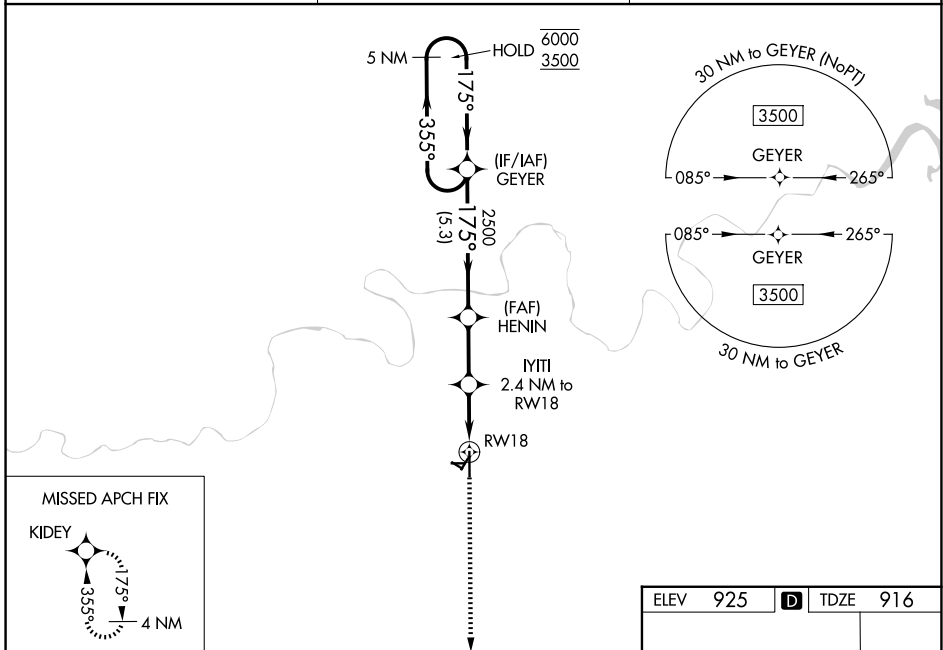 5 NM
HOLD
6000
3500
175°
355°
(IF/IAF)
GEYER
2500
175°
(5.3)
(FAF)
HENIN
IYITI
2.4 NM to
RW18
RW18
30 NM to GEYER (NoPT)
3500
GEYER
085°
265°
085°
265°
GEYER
3500
30 NM to GEYER
MISSED APCH FIX
KIDEY
175°
355°
4 NM
ELEV 925 D TDZE 916